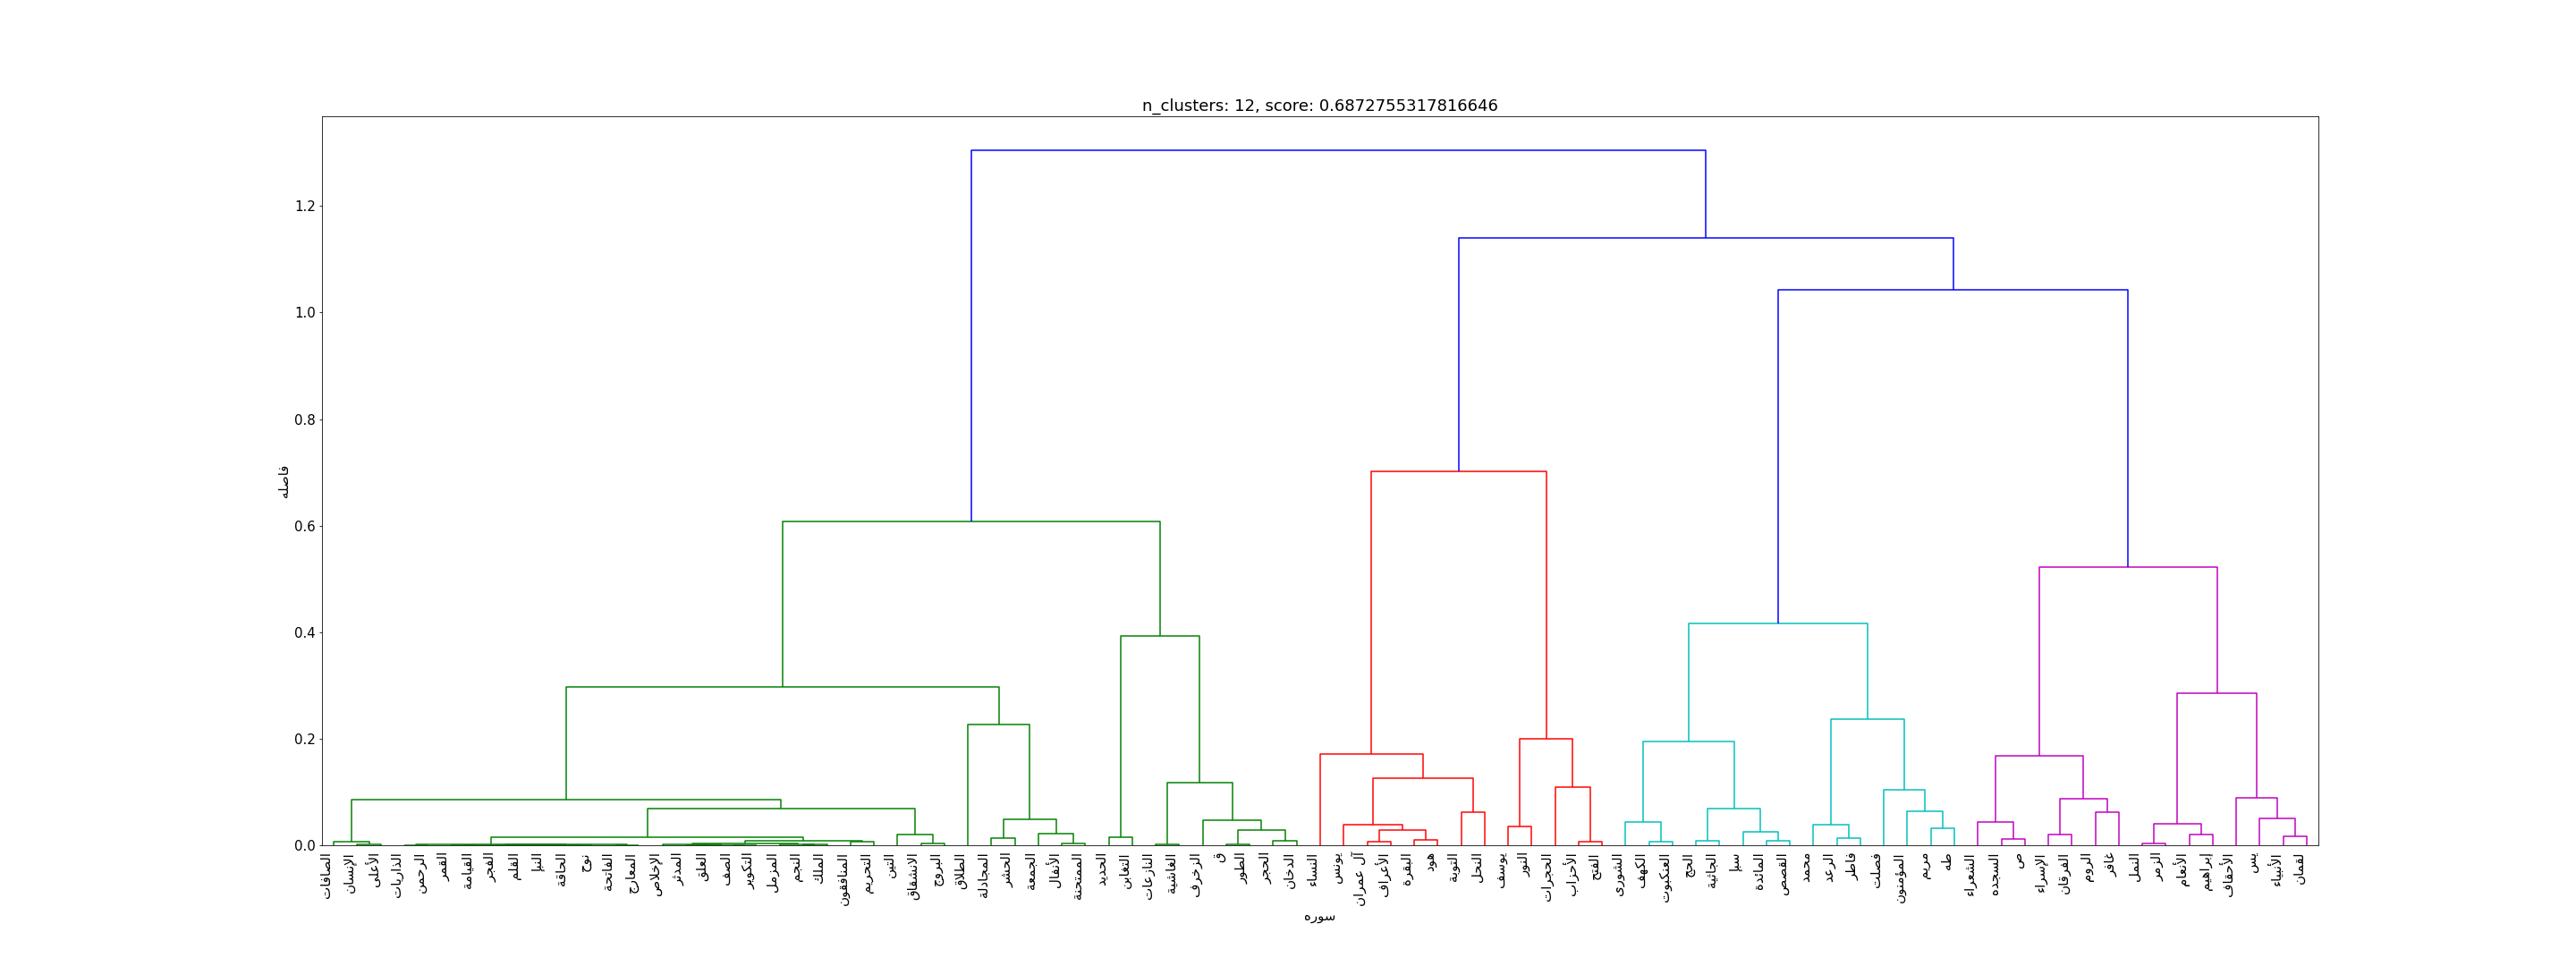 n_clusters: 12, score: 0.6872755317816646
1.2
1.0
0.8
0.6
0.4
0.2
0.0
فاصله
الصافات
الإنسان
الأعلى
الذاريات
الرحمن
القمر
القيامة
الفجر
القلم
النبإ
الحاقة
نوح
الفاتحة
المعارج
الإخلاص
المدثر
العلق
الصف
التكوير
المزمل
النجم
الملك
المنافقون
التحريم
التين
الانشقاق
البروج
الطلاق
المجادلة
الحشر
الجمعة
الأنفال
الممتحنة
الحديد
التغابن
النازعات
الغاشية
الزخرف
ق
الطور
الحجر
الدخان
النساء
يونس
آل عمران
الأعراف
البقرة
هود
التوبة
النحل
يوسف
النور
الحجرات
الأحزاب
الفتح
الشورى
الكهف
العنكبوت
الحج
الجاثية
سبإ
المائدة
القصص
محمد
الرعد
فاطر
فصلت
المؤمنون
مريم
طه
الشعراء
السجده
ص
الإسراء
الفرقان
الروم
غافر
النمل
الزمر
الأنعام
إبراهيم
الأحقاف
يس
الأنبياء
لقمان
سوره